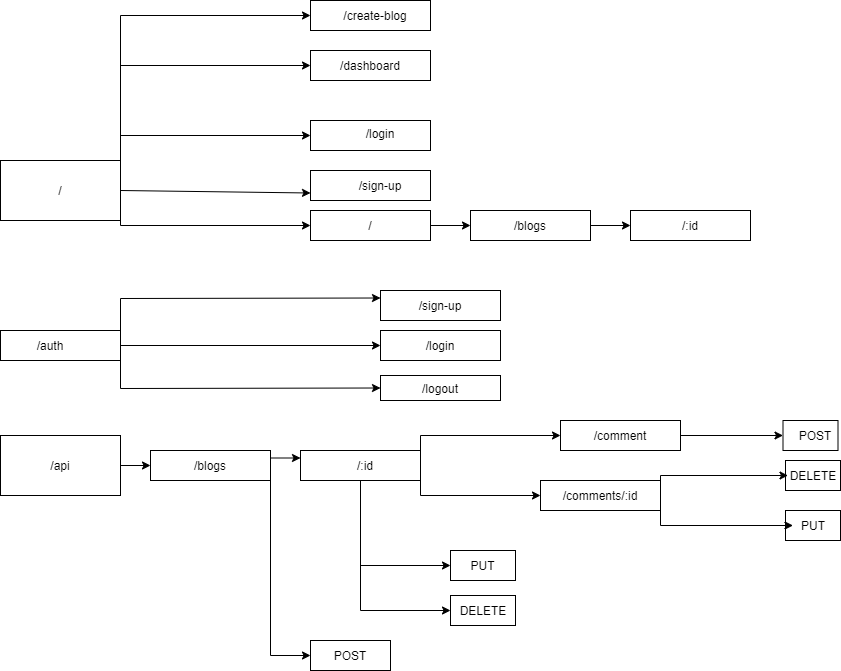 /create-blog
/dashboard
/login
/
/sign-up
/
/blogs
/:id
/sign-up
/auth
/login
/logout
/comment
POST
/api
/blogs
/:id
DELETE
/comments/:id
PUT
PUT
DELETE
POST